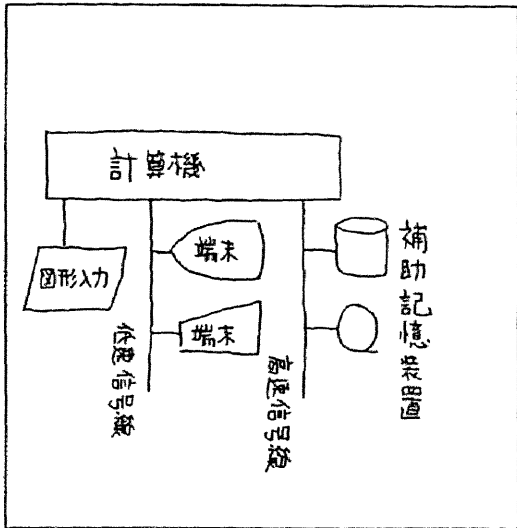 計算機
図形入力
端末
端末
低速信号線
高速信号線
補助記憶装置